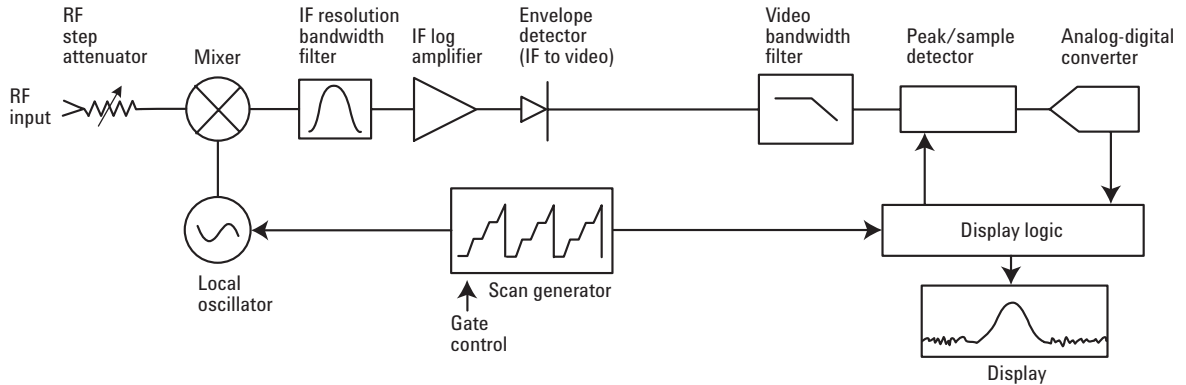 RF
step
attenuator
Mixer
IF resolution
bandwidth
filter
IF log
amplifier
Envelope
detector
(IF to video)
Video
bandwidth
filter
Peak/sample
detector
Analog-digital
converter
RF
input
Local
oscillator
Scan generator
Gate
control
Display logic
Display